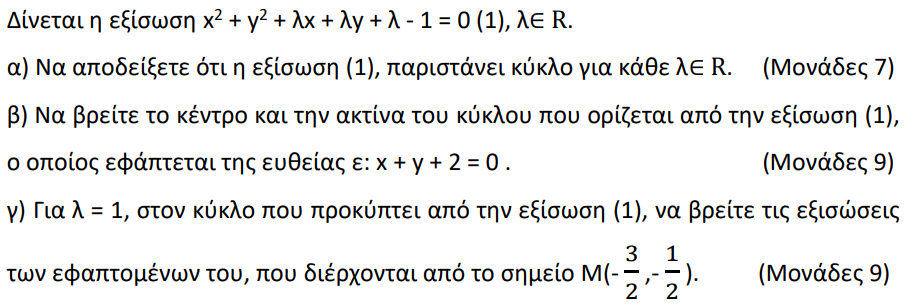 Δίνεται η εξίσωση x² + y² + λx + λy + λ - 1 = 0 (1), λ∈ R.
α) Να αποδείξετε ότι η εξίσωση (1), παριστάνει κύκλο για κάθε λ∈ R. (Μονάδες 7)
β) Να βρείτε το κέντρο και την ακτίνα του κύκλου που ορίζεται από την εξίσωση (1),
ο οποίος εφάπτεται της ευθείας ε: x + y + 2 = 0 . (Μονάδες 9)
γ) Για λ = 1, στον κύκλο που προκύπτει από την εξίσωση (1), να βρείτε τις εξισώσεις
των εφαπτομένων του, που διέρχονται από το σημείο Μ(-3/2,-1/2). (Μονάδες 9)